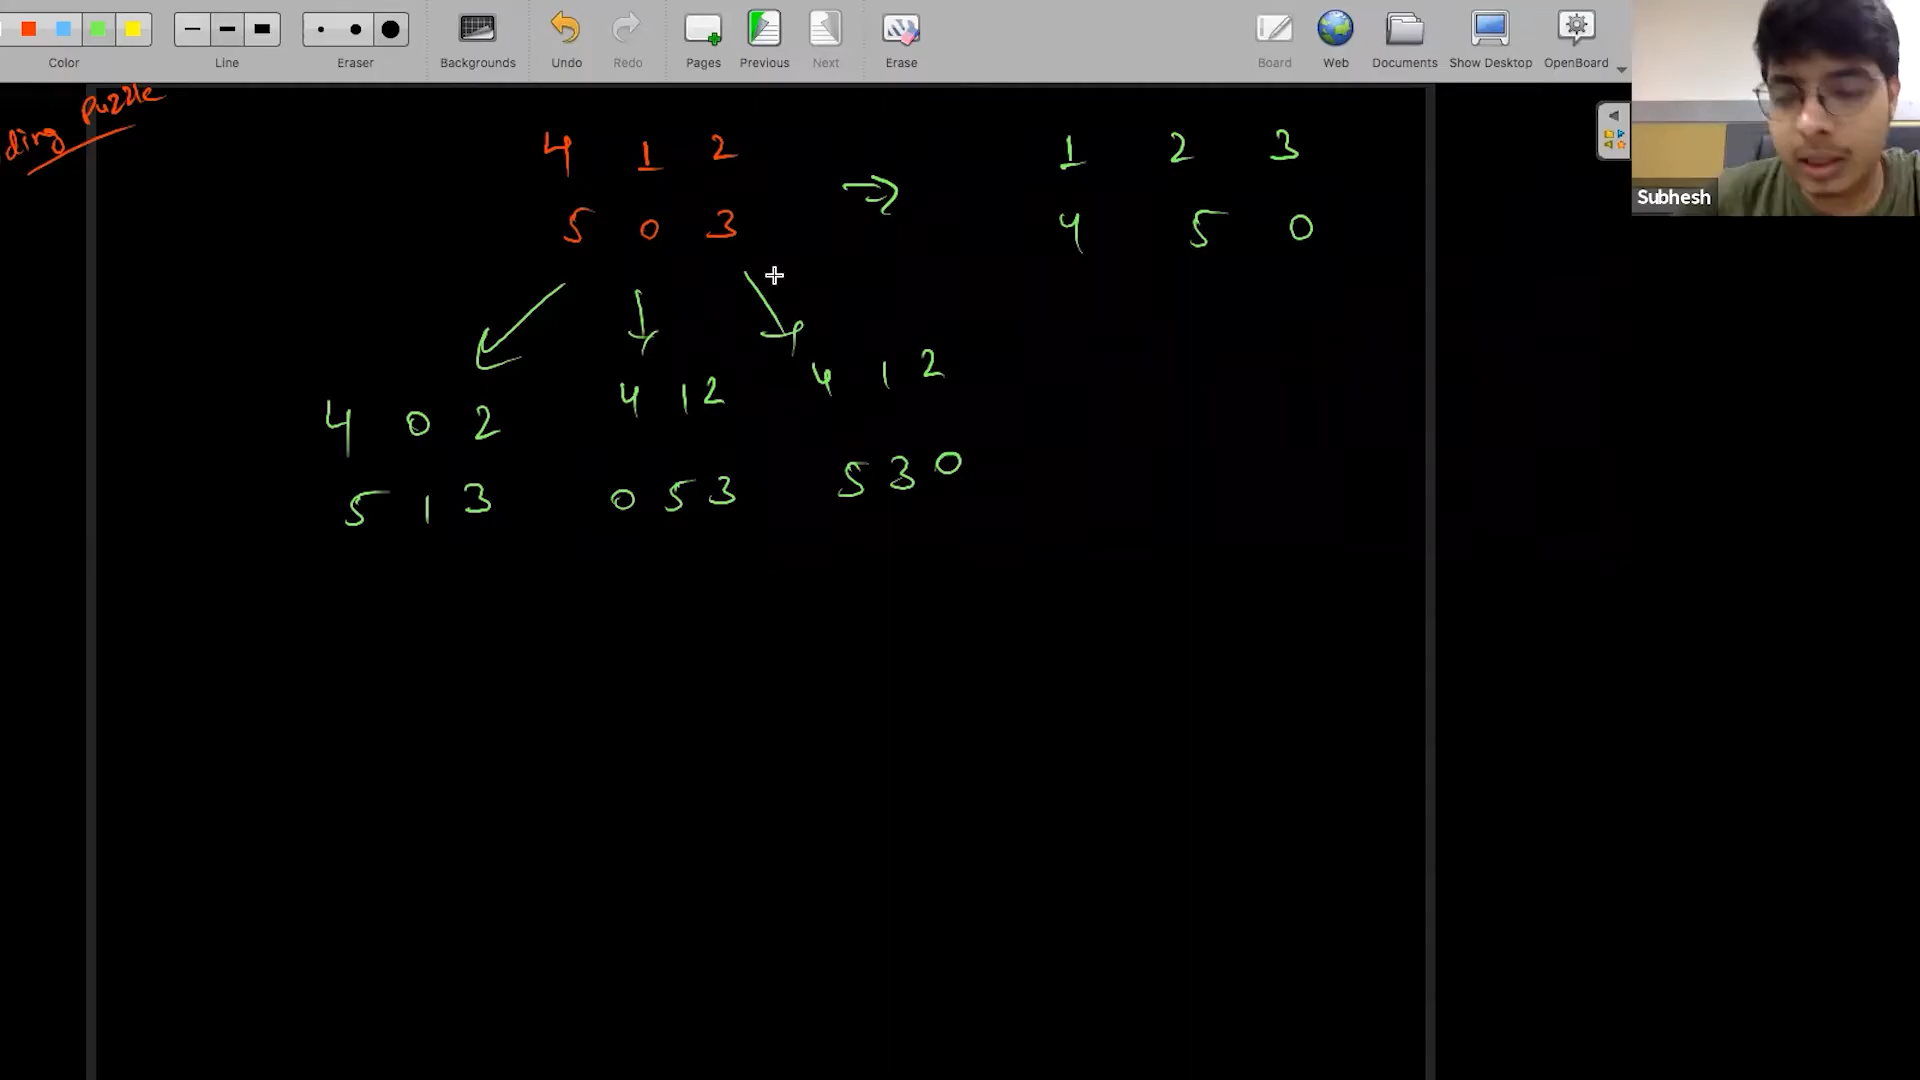 Color
Line
Eraser
Backgrounds
Undo
Redo
Pages
Previous
Next
Erase
Board
Web
Documents
Show Desktop
OpenBoard
Subhesh
ding puzzle
4 1 2
5 0 3
1 2 3
4 5 0
4 0 2
5 1 3
4 1 2
0 5 3
4 1 2
5 3 0